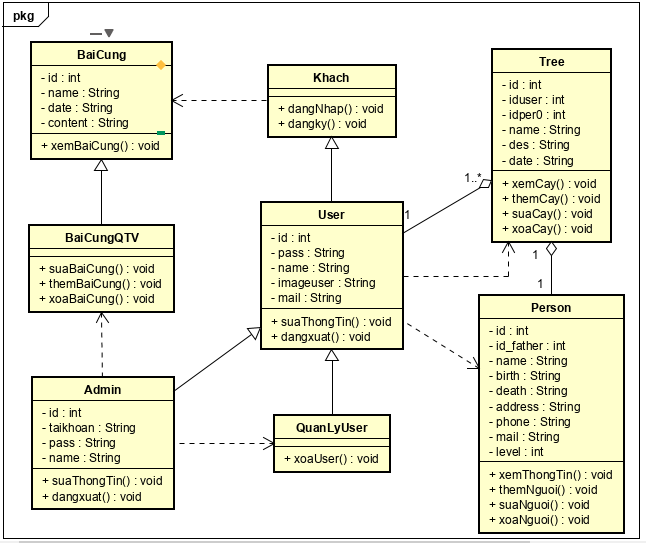 pkg
BaiCung
- id : int
- name : String
- date : String
- content : String
+ xemBaiCung() : void
Khach
+ dangNhap() : void
+ dangky() : void
Tree
- id : int
- iduser : int
- idper0 : int
- name : String
- des : String
- date : String
+ xemCay() : void
+ themCay() : void
+ suaCay() : void
+ xoaCay() : void
1..*
1
User
- id : int
- pass : String
- name : String
- imageuser : String
- mail : String
+ suaThongTin() : void
+ dangxuat() : void
BaiCungQTV
+ suaBaiCung() : void
+ themBaiCung() : void
+ xoaBaiCung() : void
1
1
Person
- id : int
- id_father : int
- name : String
- birth : String
- death : String
- address : String
- phone : String
- mail : String
- level : int
+ xemThongTin() : void
+ themNguoi() : void
+ suaNguoi() : void
+ xoaNguoi() : void
Admin
- id : int
- taikhoan : String
- pass : String
- name : String
+ suaThongTin() : void
+ dangxuat() : void
QuanLyUser
+ xoaUser() : void